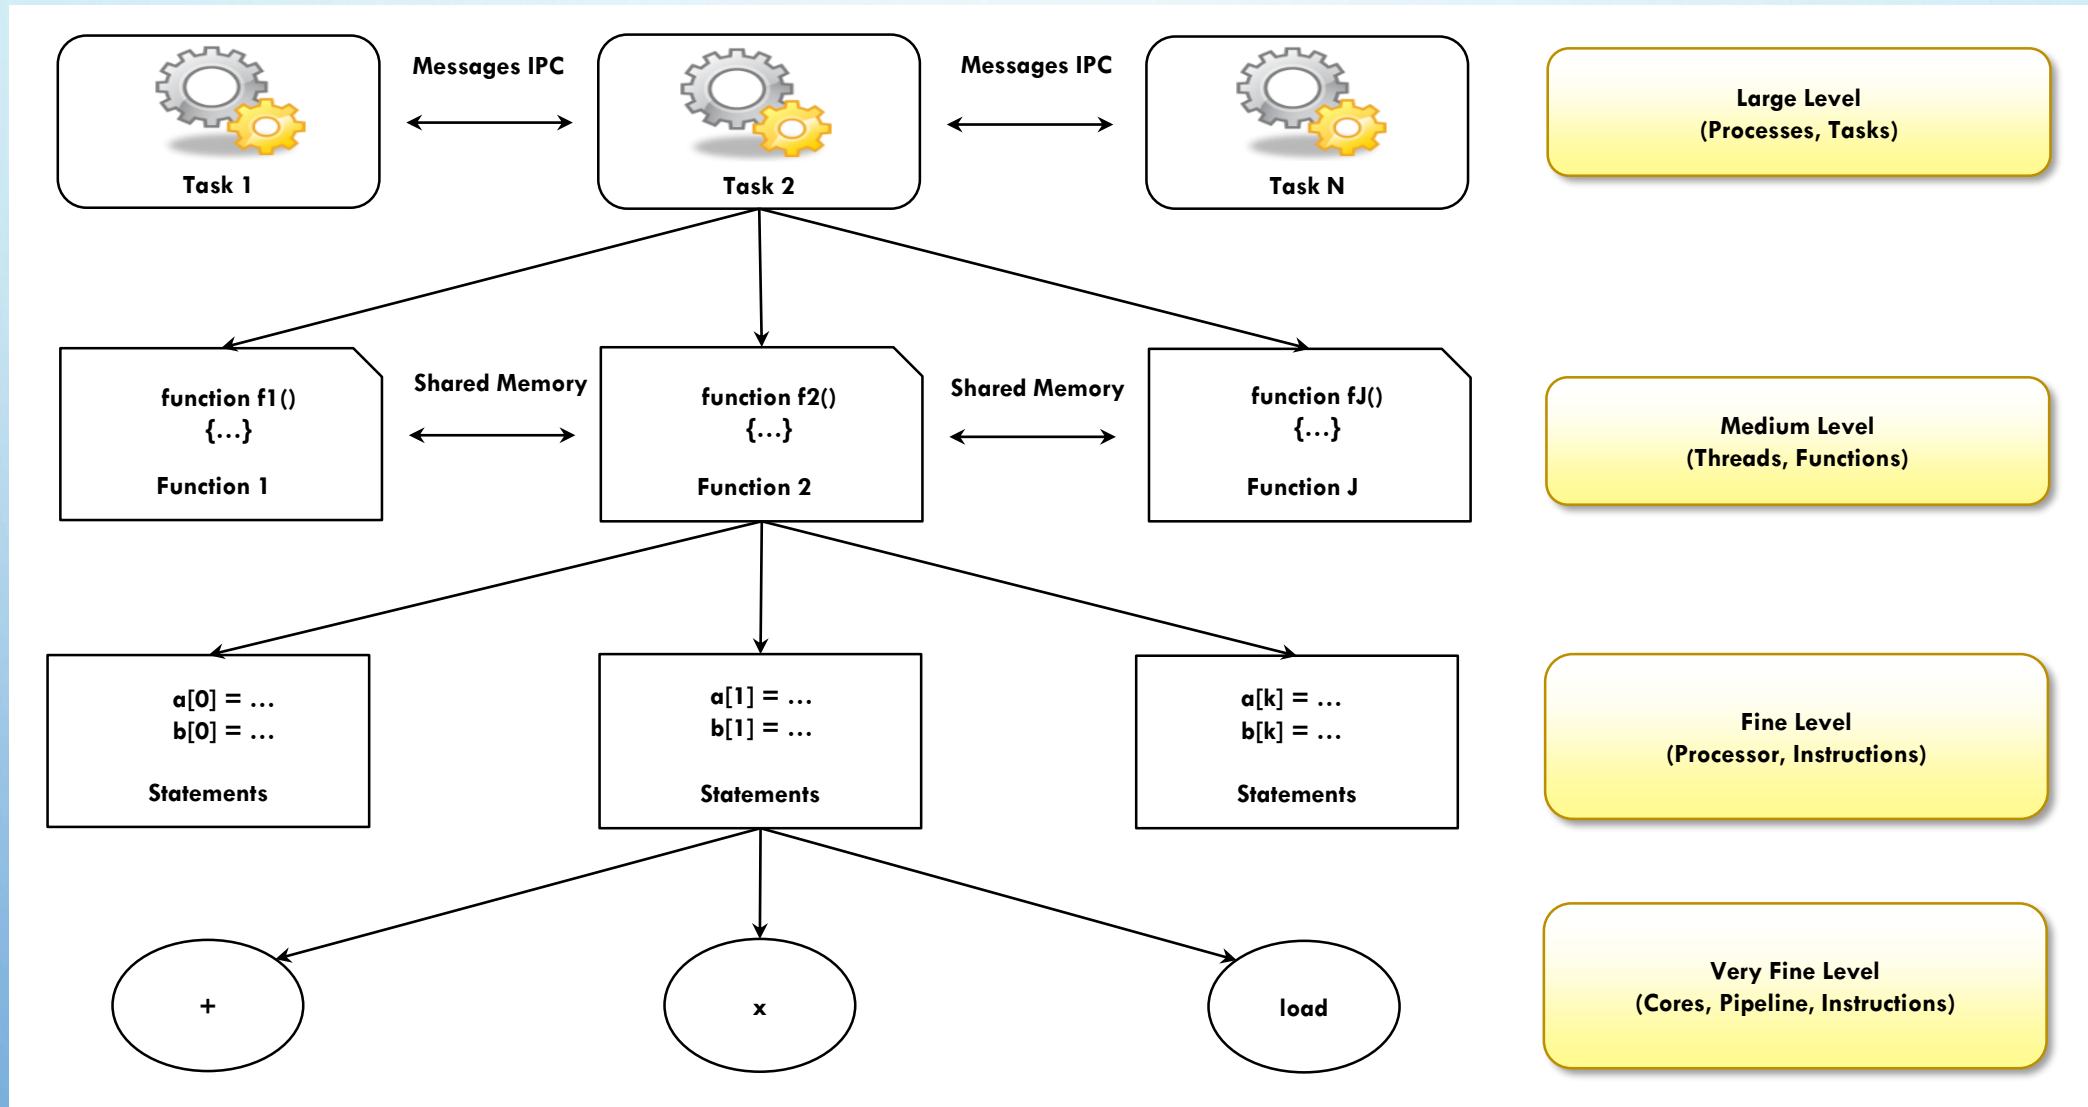 Messages IPC
Messages IPC
Task 1
Task 2
Task N
Large Level
(Processes, Tasks)
function f1()
{…}
Function 1
Shared Memory
function f2()
{…}
Function 2
Shared Memory
function fJ()
{…}
Function J
Medium Level
(Threads, Functions)
a[0] = …
b[0] = …
Statements
a[1] = …
b[1] = …
Statements
a[k] = …
b[k] = …
Statements
Fine Level
(Processor, Instructions)
+
x
load
Very Fine Level
(Cores, Pipeline, Instructions)